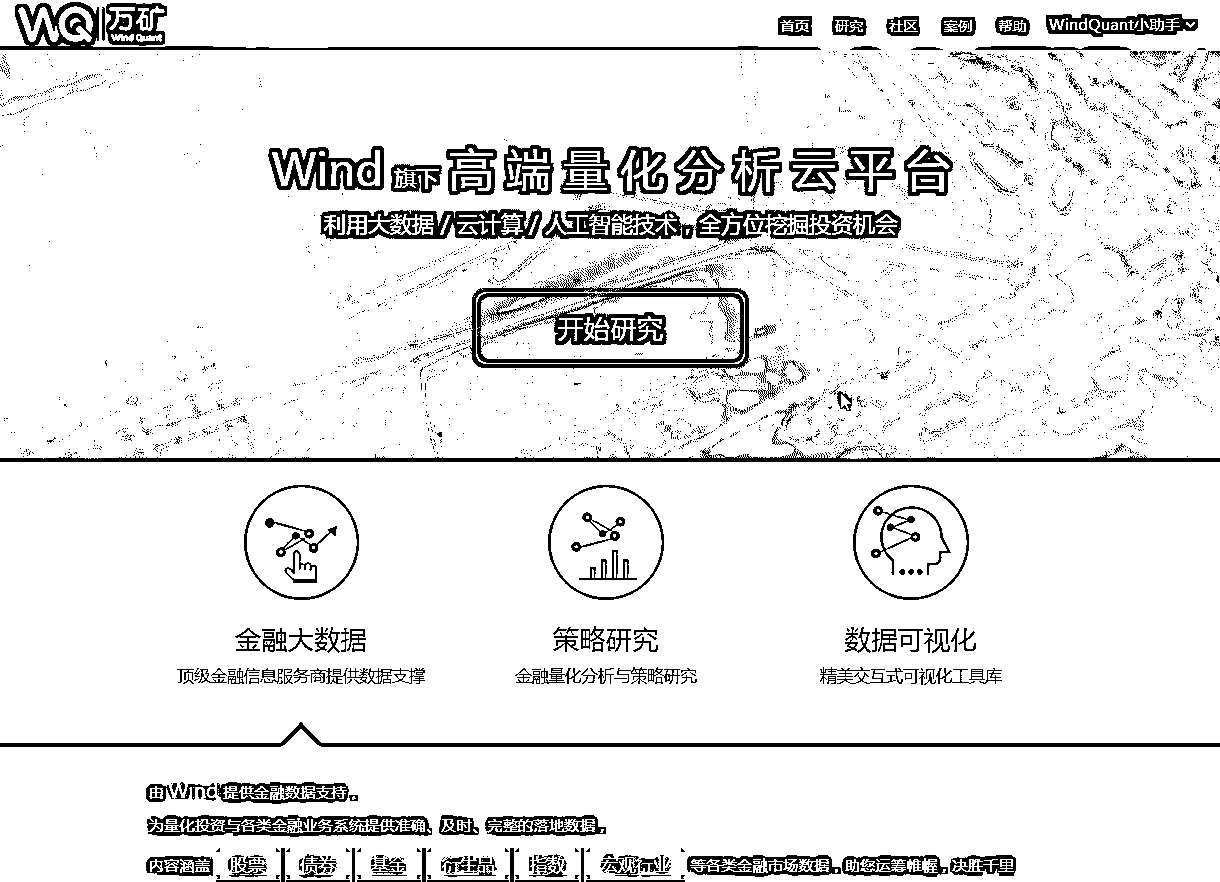 WQ 万矿 Wind Quant
首页 研究 社区 案例 帮助 WindQuant小助手
Wind 旗下 高端量化分析云平台
利用大数据 / 云计算 / 人工智能技术，全方位挖掘投资机会
开始研究
金融大数据 策略研究 数据可视化
顶级金融信息服务商提供数据支撑 金融量化分析与策略研究 精美交互式可视化工具库
由 Wind 提供金融数据支持。
为量化投资与各类金融业务系统提供准确、及时、完整的落地数据。
内容涵盖 股票 债券 基金 衍生品 指数 宏观行业 等各类金融市场数据，助您运筹帷幄，决胜千里